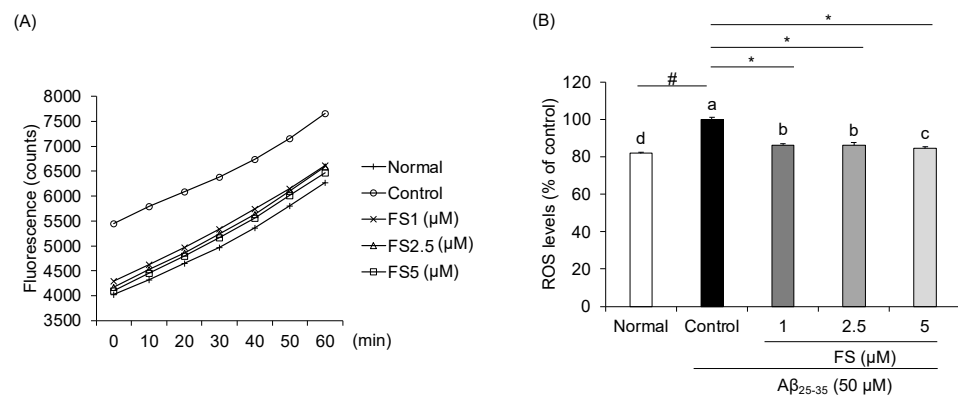 (A)
Fluorescence (counts)
8000
7500
7000
6500
6000
5500
5000
4500
4000
3500
0 10 20 30 40 50 60 (min)
Normal
Control
FS1 (µM)
FS2.5 (µM)
FS5 (µM)
(B)
*
*
*
#
ROS levels (% of control)
120
100
80
60
40
20
0
d
a
b
b
c
Normal Control 1 2.5 5
FS (µM)
Aβ25-35 (50 µM)